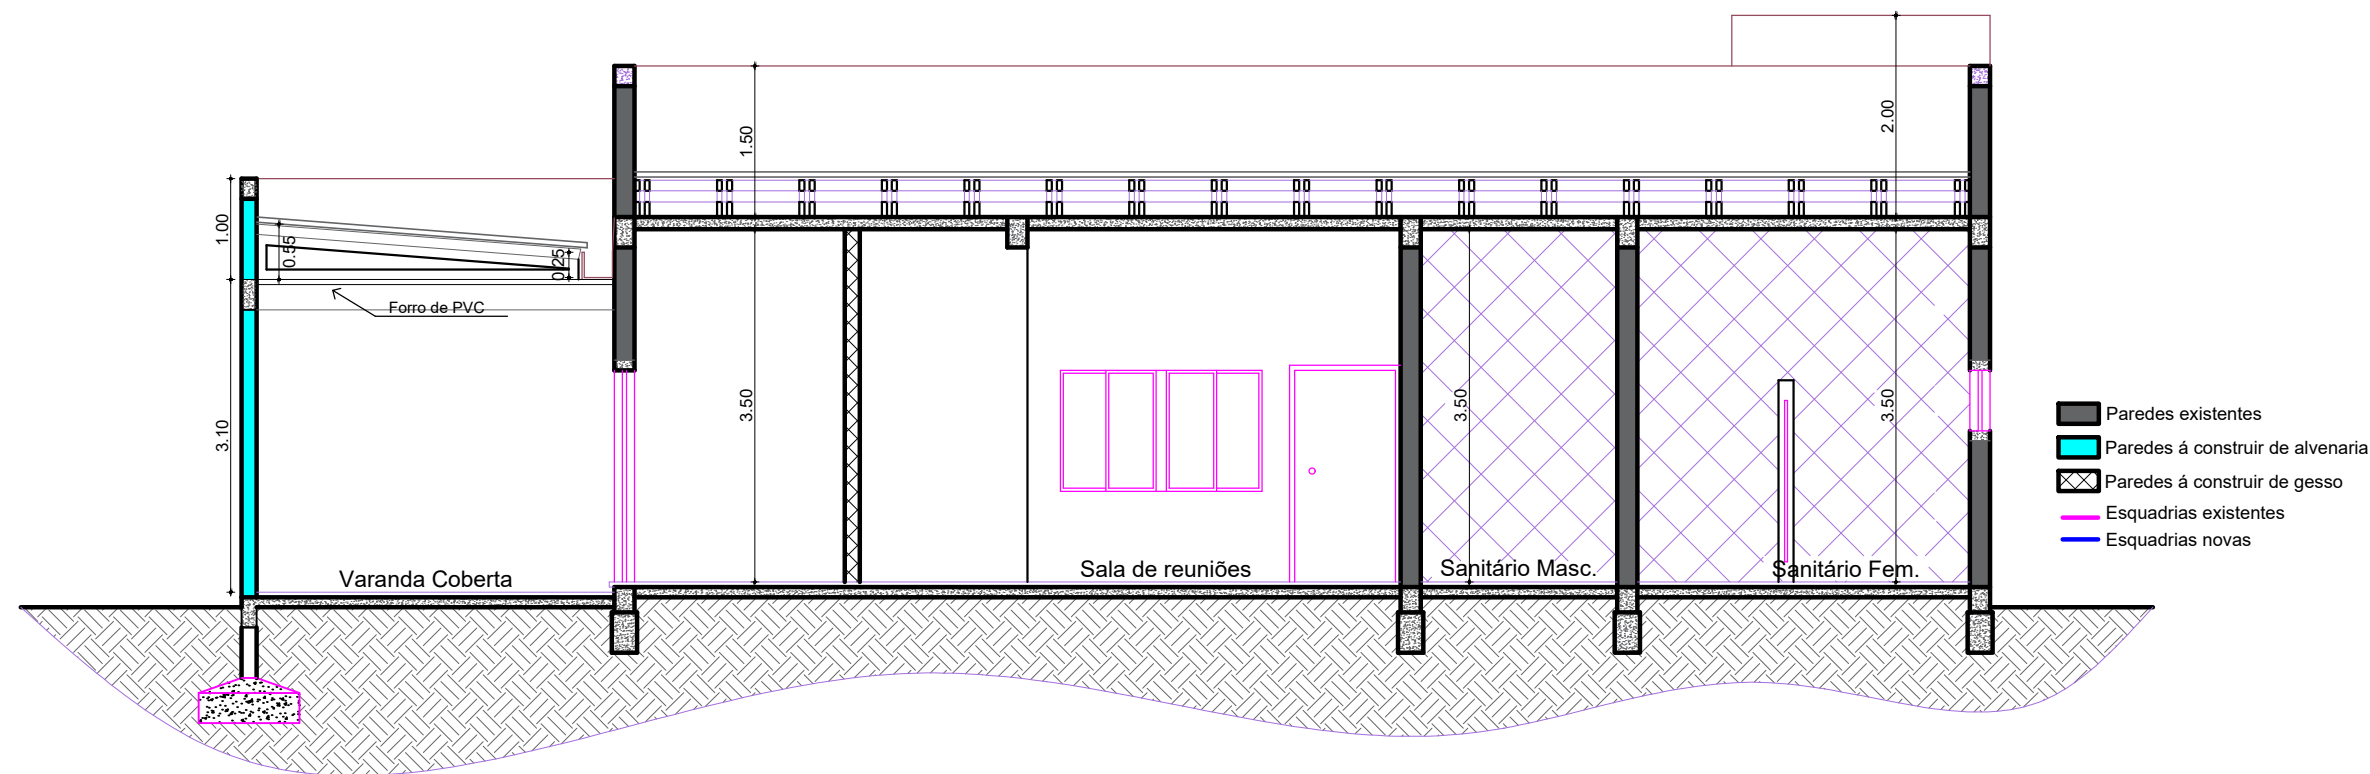 2.00
1.50
1.00
0.55
0.25
Forro de PVC
3.10
3.50
3.50
3.50
Varanda Coberta
Sala de reuniões
Sanitário Masc.
Sanitário Fem.
Paredes existentes
Paredes á construir de alvenaria
Paredes á construir de gesso
Esquadrias existentes
Esquadrias novas